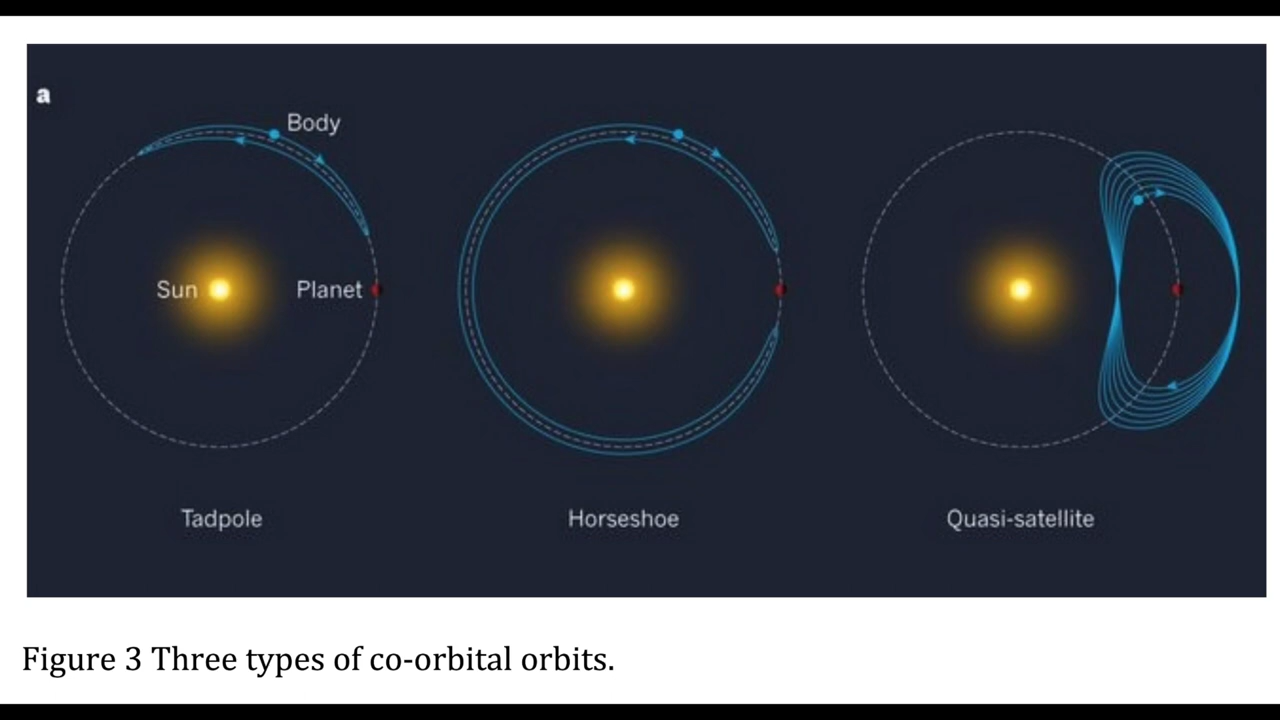 a
Body
Sun
Planet
Tadpole
Horseshoe
Quasi-satellite
Figure 3 Three types of co-orbital orbits.